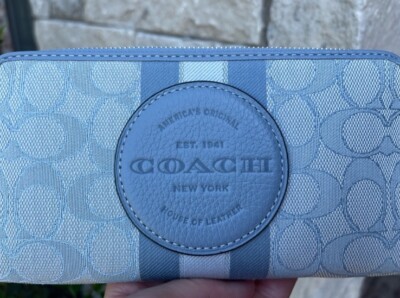 AMERICA'S ORIGINAL
EST. 1941
COACH
NEW YORK
HOUSE OF LEATHER